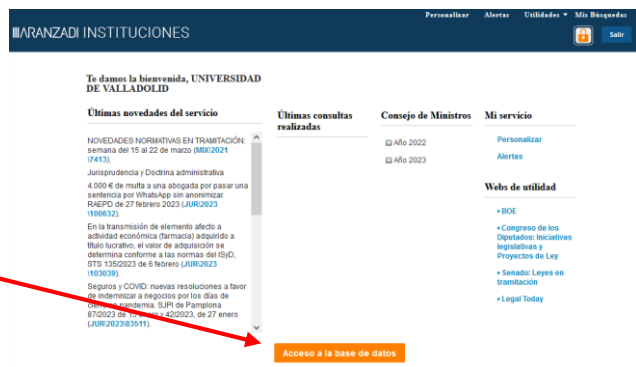 Personalizar Alertas Utilidades Mis Búsquedas
ARANZADI INSTITUCIONES
Salir
Te damos la bienvenida, UNIVERSIDAD
DE VALLADOLID
Últimas novedades del servicio
NOVEDADES NORMATIVAS EN TRAMITACIÓN:
semana del 15 al 22 de marzo (MIX\2021
\7413).
Jurisprudencia y Doctrina administrativa
4.000 € de multa a una abogada por pasar una
sentencia por WhatsApp sin anonimizar.
RAEPD de 27 febrero 2023 (JUR\2023
\100632).
En la transmisión de elemento afecto a
actividad económica (farmacia) adquirido a
título lucrativo, el valor de adquisición se
determina conforme a las normas del ISyD,
STS 135/2023 de 6 febrero (JUR\2023
\103039).
Seguros y COVID: nuevas resoluciones a favor
de indemnizar a negocios por los días de
pandemia. SJPI de Pamplona
87/2023 de 15 enero y 42/2023, de 27 enero
(JUR\2023\83511).
Últimas consultas
realizadas
Consejo de Ministros
Año 2022
Año 2023
Mi servicio
Personalizar
Alertas
Webs de utilidad
• BOE
• Congreso de los
Diputados: Iniciativas
legislativas y
Proyectos de Ley
• Senado: Leyes en
tramitación
• Legal Today
Acceso a la base de datos